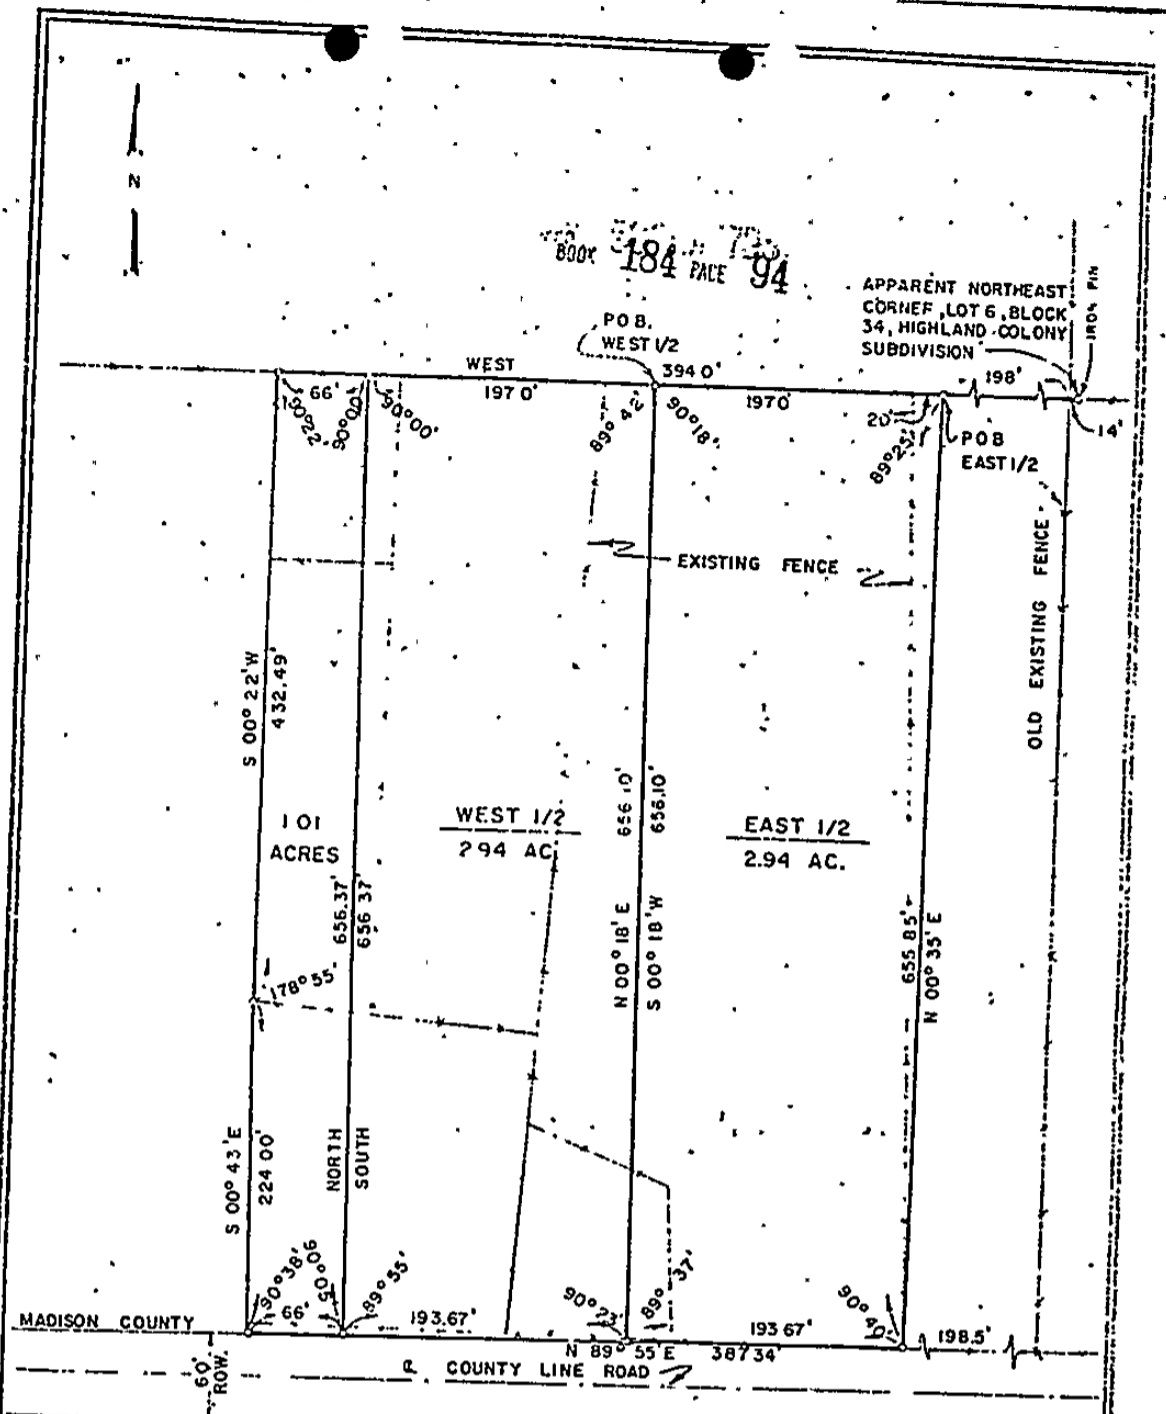 N
BOOK 184 PAGE 94
APPARENT NORTHEAST
CORNER, LOT 6, BLOCK
34, HIGHLAND COLONY
SUBDIVISION
IRON PIN
P O B.
WEST 1/2
WEST
394 0'
198'
66'
197 0'
197 0'
20'
14'
90°22'
90°00'
90°00'
89°42'
90°18'
89°25'
P O B
EAST 1/2
EXISTING FENCE
OLD EXISTING FENCE
S 00° 22' W
432.49'
1 01
ACRES
WEST 1/2
2 94 AC.
EAST 1/2
2.94 AC.
656 10'
656.10'
656.37'
656 37'
N 00° 18' E
S 00° 18' W
655 85'
N 00° 35' E
178° 55'
S 00° 43' E
224 00'
NORTH
SOUTH
90°38'
90°05'
89°55'
90°23'
89° 37'
90°40'
MADISON COUNTY
66'
193.67'
193 67'
198.5'
N 89° 55' E 387 34'
60'
ROW.
COUNTY LINE ROAD